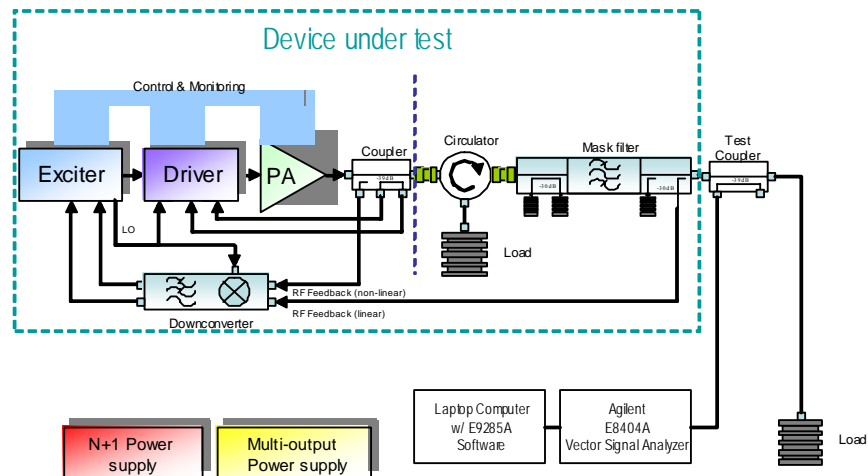 Device under test
Control & Monitoring
Exciter
Driver
PA
Coupler
Circulator
Mask filter
Test
Coupler
LO
Load
RF Feedback (non-linear)
RF Feedback (linear)
Downconverter
Laptop Computer
w/ E9285A
Software
Agilent
E8404A
Vector Signal Analyzer
Load
N+1 Power
supply
Multi-output
Power supply